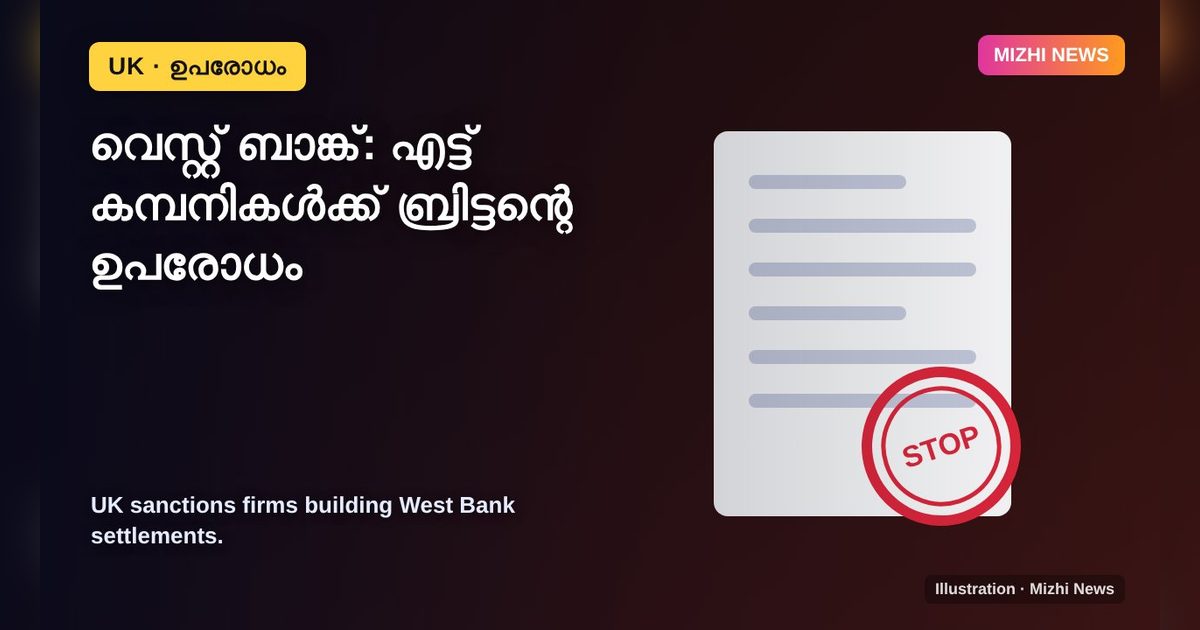 UK · ഉപരോധം
MIZHI NEWS
വെസ്റ്റ് ബാങ്ക്: എട്ട്
കമ്പനികൾക്ക് ബ്രിട്ടന്റെ
ഉപരോധം
STOP
UK sanctions firms building West Bank
settlements.
Illustration · Mizhi News